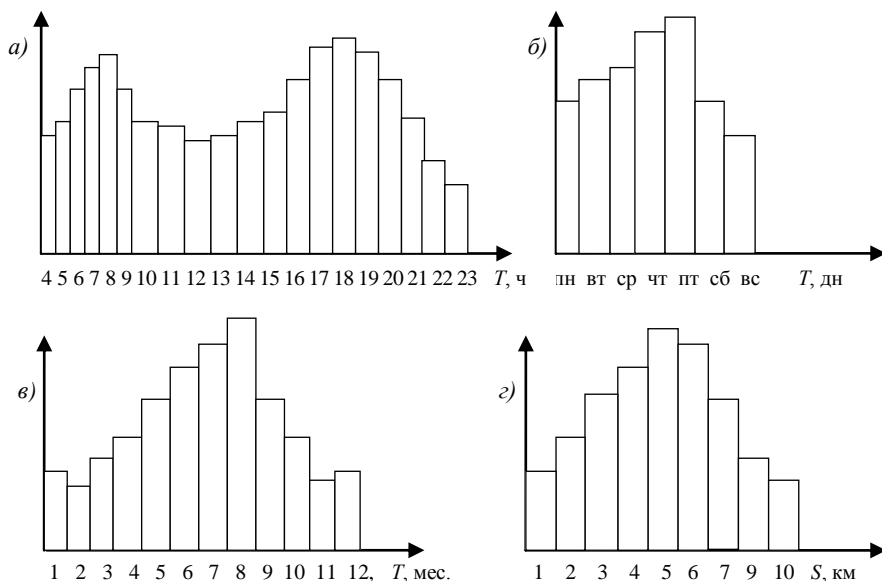 а)
4 5 6 7 8 9 10 11 12 13 14 15 16 17 18 19 20 21 22 23 T, ч
б)
пн вт ср чт пт сб вс T, дн
в)
1 2 3 4 5 6 7 8 9 10 11 12, T, мес.
г)
1 2 3 4 5 6 7 9 10 S, км